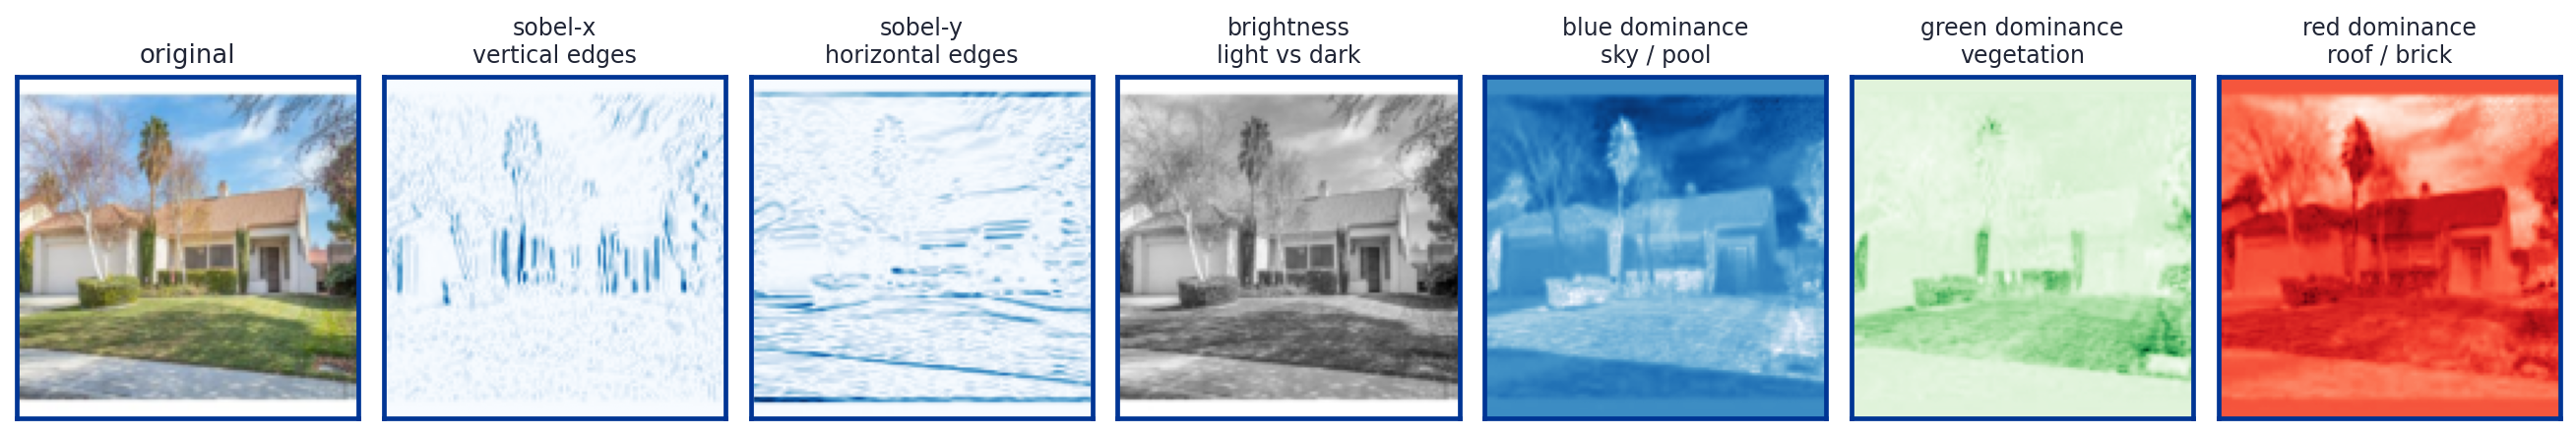 original
sobel-x
vertical edges
sobel-y
horizontal edges
brightness
light vs dark
blue dominance
sky / pool
green dominance
vegetation
red dominance
roof / brick